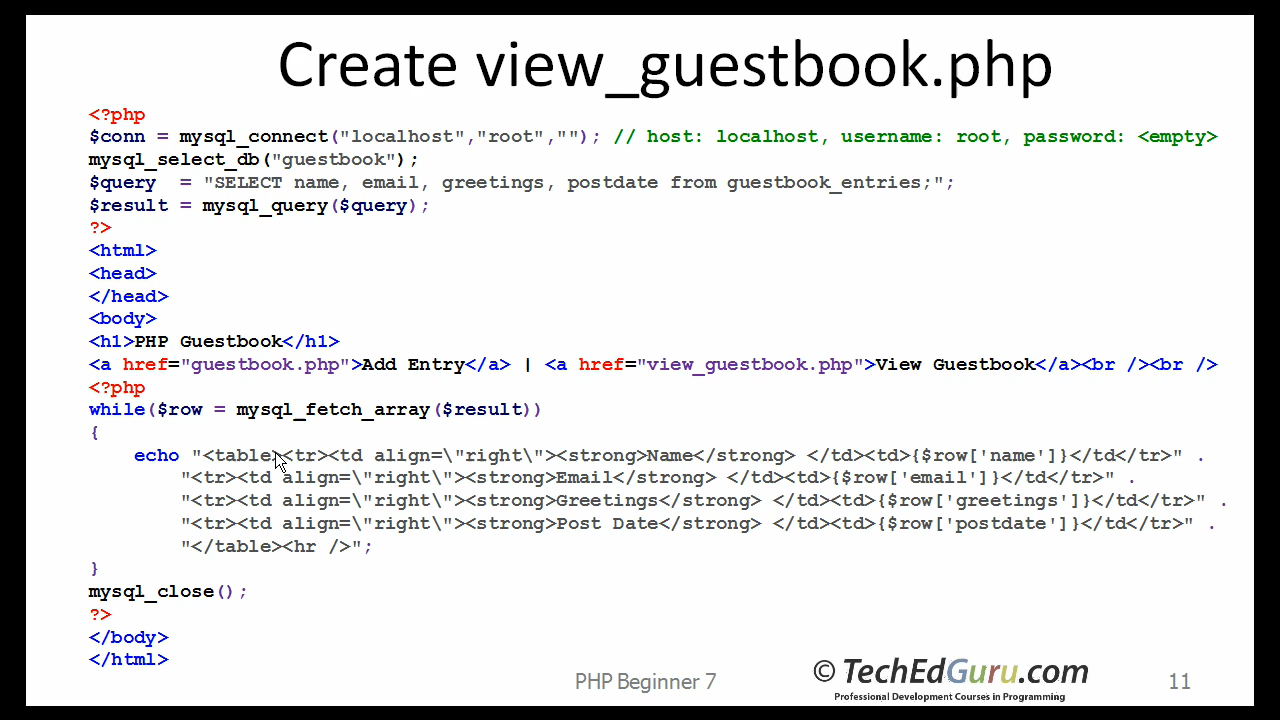 Create view_guestbook.php
<?php
$conn = mysql_connect("localhost","root",""); // host: localhost, username: root, password: <empty>
mysql_select_db("guestbook");
$query  = "SELECT name, email, greetings, postdate from guestbook_entries;";
$result = mysql_query($query);
?>
<html>
<head>
</head>
<body>
<h1>PHP Guestbook</h1>
<a href="guestbook.php">Add Entry</a> | <a href="view_guestbook.php">View Guestbook</a><br /><br />
<?php
while($row = mysql_fetch_array($result))
{
    echo "<table><tr><td align=\"right\"><strong>Name</strong> </td><td>{$row['name']}</td></tr>" .
        "<tr><td align=\"right\"><strong>Email</strong> </td><td>{$row['email']}</td></tr>" .
        "<tr><td align=\"right\"><strong>Greetings</strong> </td><td>{$row['greetings']}</td></tr>" .
        "<tr><td align=\"right\"><strong>Post Date</strong> </td><td>{$row['postdate']}</td></tr>" .
        "</table><hr />";
}
mysql_close();
?>
</body>
</html>
PHP Beginner 7
© TechEdGuru.com
Professional Development Courses in Programming
11